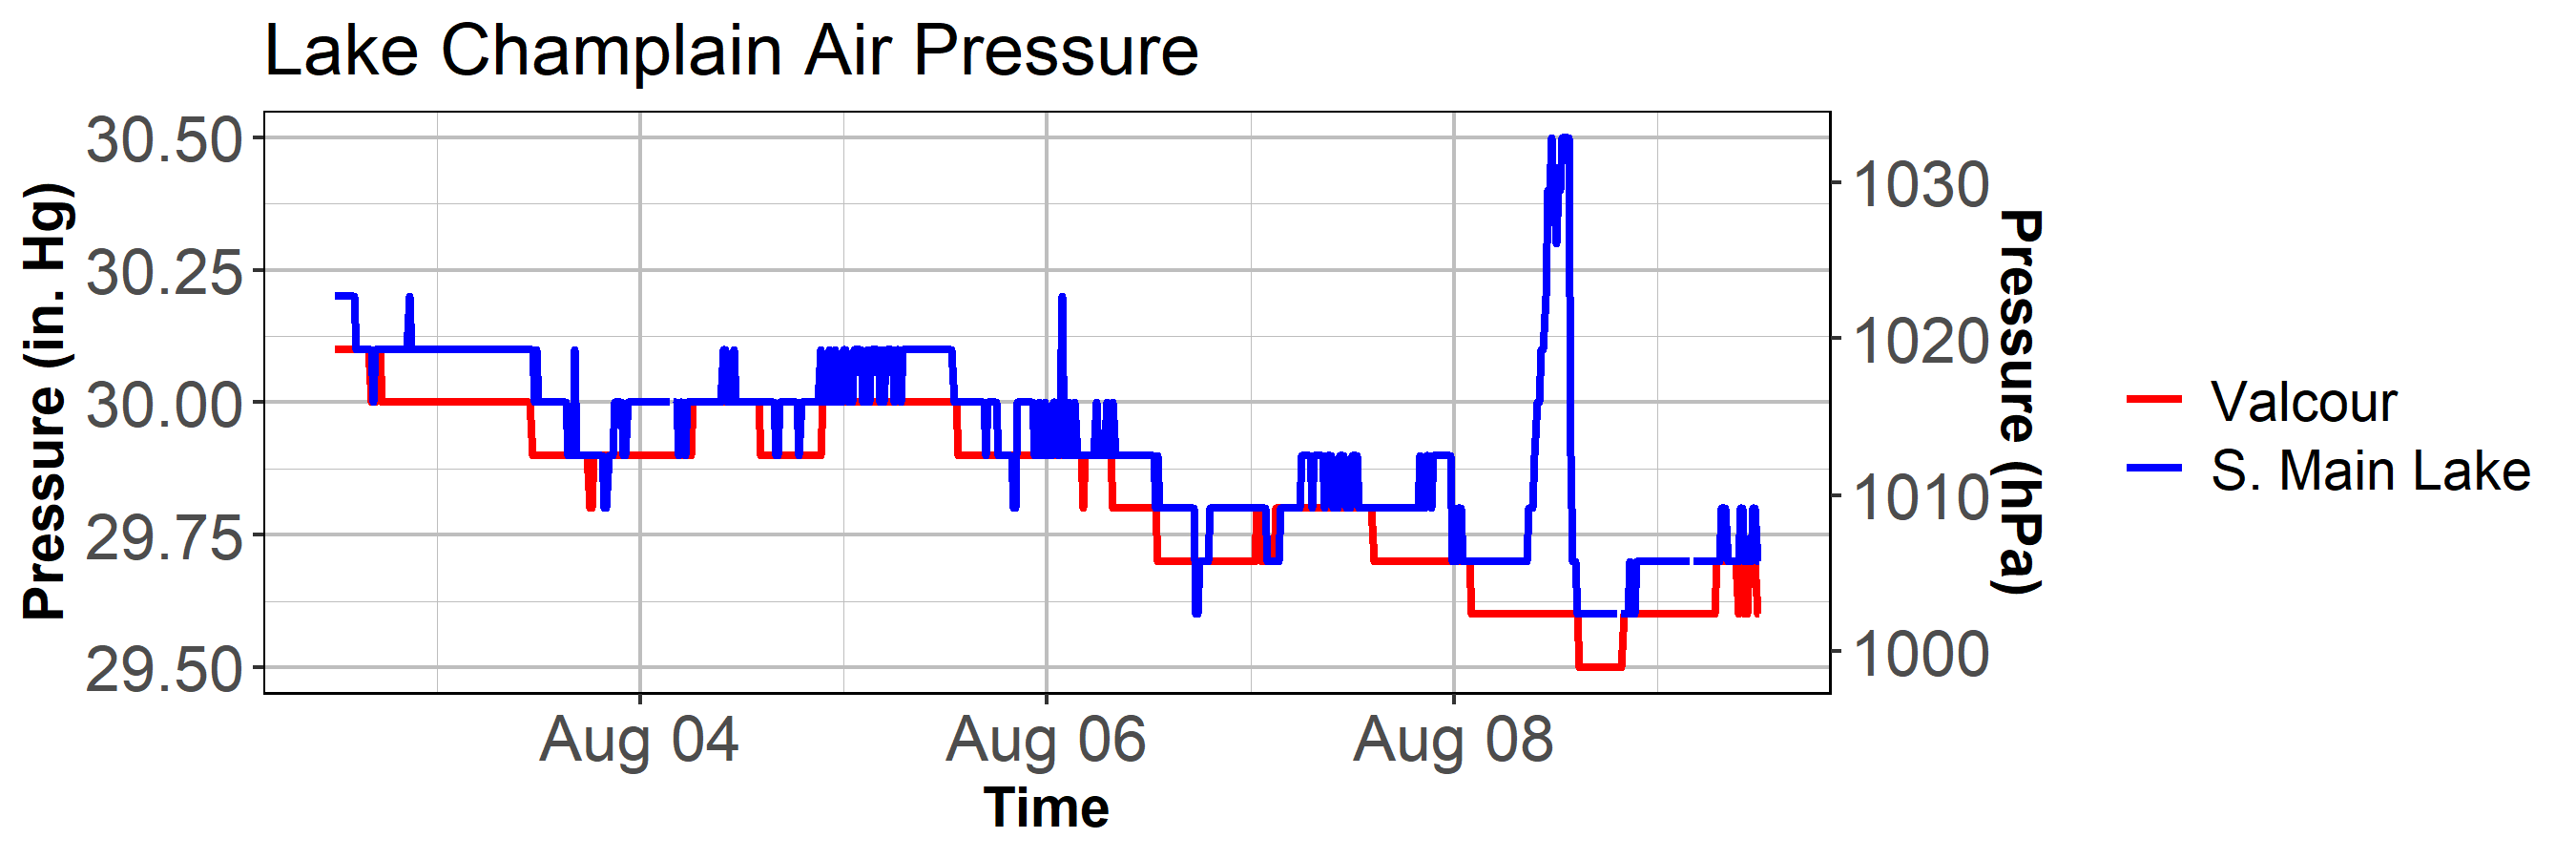 Lake Champlain Air Pressure
Pressure (in. Hg)
30.50
30.25
30.00
29.75
29.50
1030
1020
1010
1000
Pressure (hPa)
Aug 04
Aug 06
Aug 08
Time
Valcour
S. Main Lake